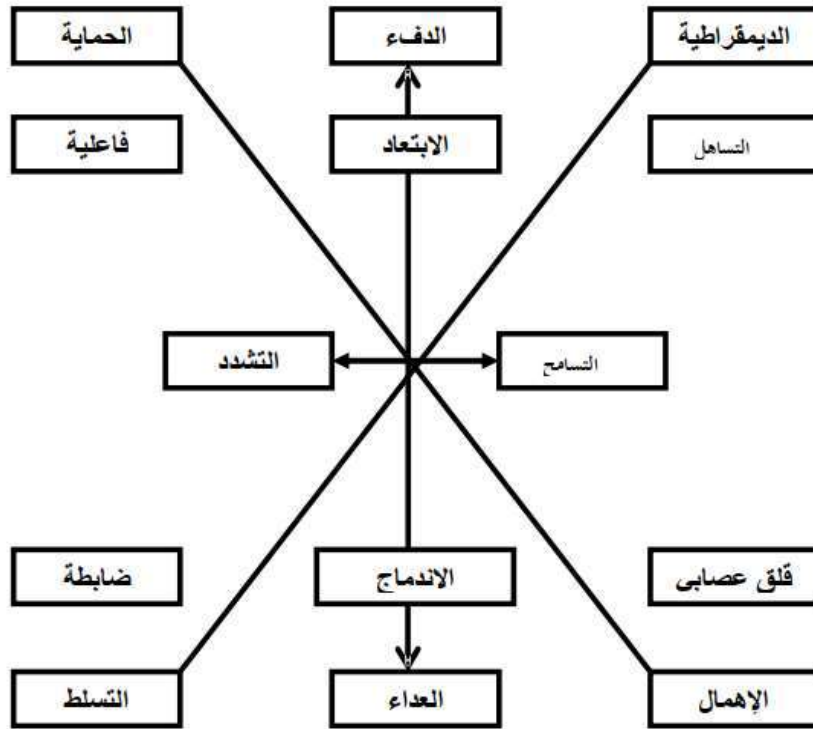 الديمقراطية
الدفء
الحماية
التساهل
الابتعاد
فاعلية
التسامح
التشدد
قلق عصابى
الاندماج
ضابطة
الإهمال
العداء
التسلط